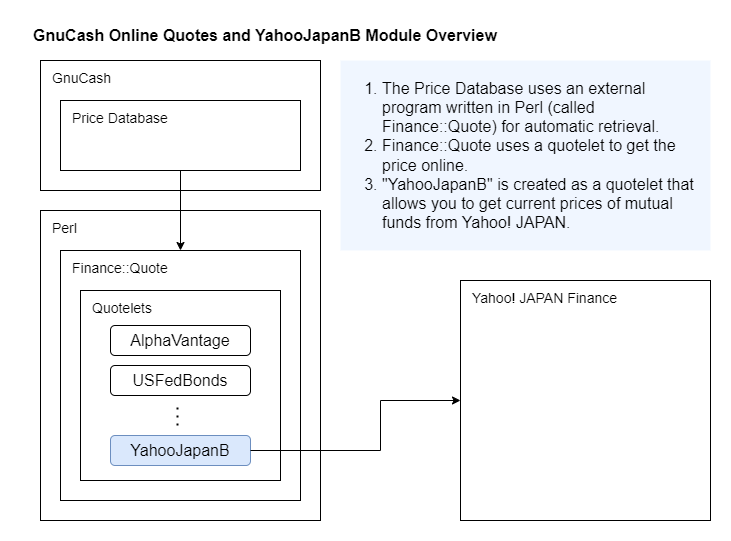 GnuCash Online Quotes and YahooJapanB Module Overview
GnuCash
Price Database
1. The Price Database uses an external
program written in Perl (called
Finance::Quote) for automatic retrieval.
2. Finance::Quote uses a quotelet to get the
price online.
3. "YahooJapanB" is created as a quotelet that
allows you to get current prices of mutual
funds from Yahoo! JAPAN.
Perl
Finance::Quote
Quotelets
AlphaVantage
USFedBonds
⋮
YahooJapanB
Yahoo! JAPAN Finance